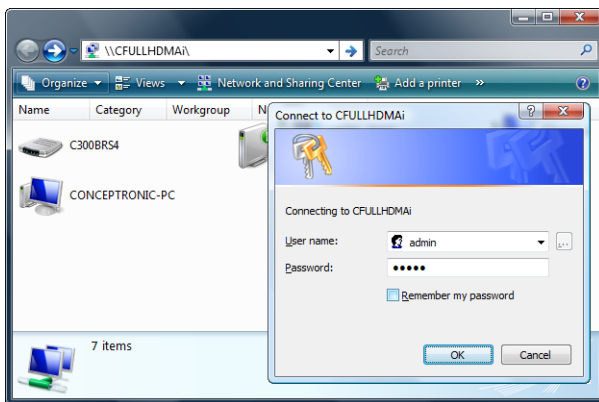 \\CFULLHDMAi\
Search
Organize Views Network and Sharing Center Add a printer »
Name Category Workgroup N
C300BRS4
CONCEPTRONIC-PC
7 items
Connect to CFULLHDMAi
Connecting to CFULLHDMAi
User name: admin
Password: •••••
Remember my password
OK Cancel